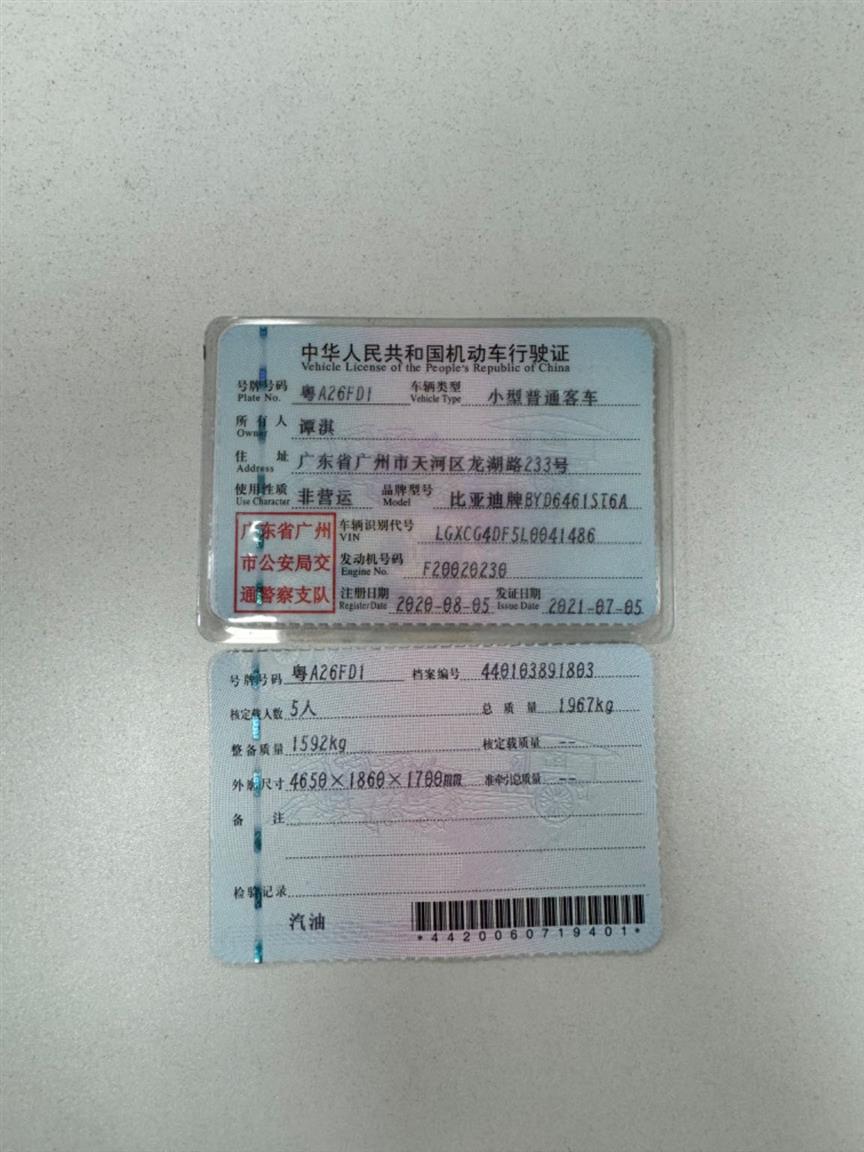 中华人民共和国机动车行驶证
Vehicle License of the People's Republic of China
号牌号码 粤A26FD1 车辆类型 小型普通客车
Plate No. Vehicle Type
所有人 谭淇
Owner
住址 广东省广州市天河区龙湖路233号
Address
使用性质 非营运 品牌型号 比亚迪牌BYD6461ST6A
Use Character Model
广东省广州
市公安局交
通警察支队
车辆识别代号 LGXCG4DF5L0041486
VIN
发动机号码 F20020230
Engine No.
注册日期 2020-08-05 发证日期 2021-07-05
Register Date Issue Date
号牌号码 粤A26FD1 档案编号 440103891803
核定载人数 5人 总质量 1967kg
整备质量 1592kg 核定载质量 --
外廓尺寸 4650×1860×1700mm 准牵引总质量 --
备注
检验记录
汽油
*4420060719401*